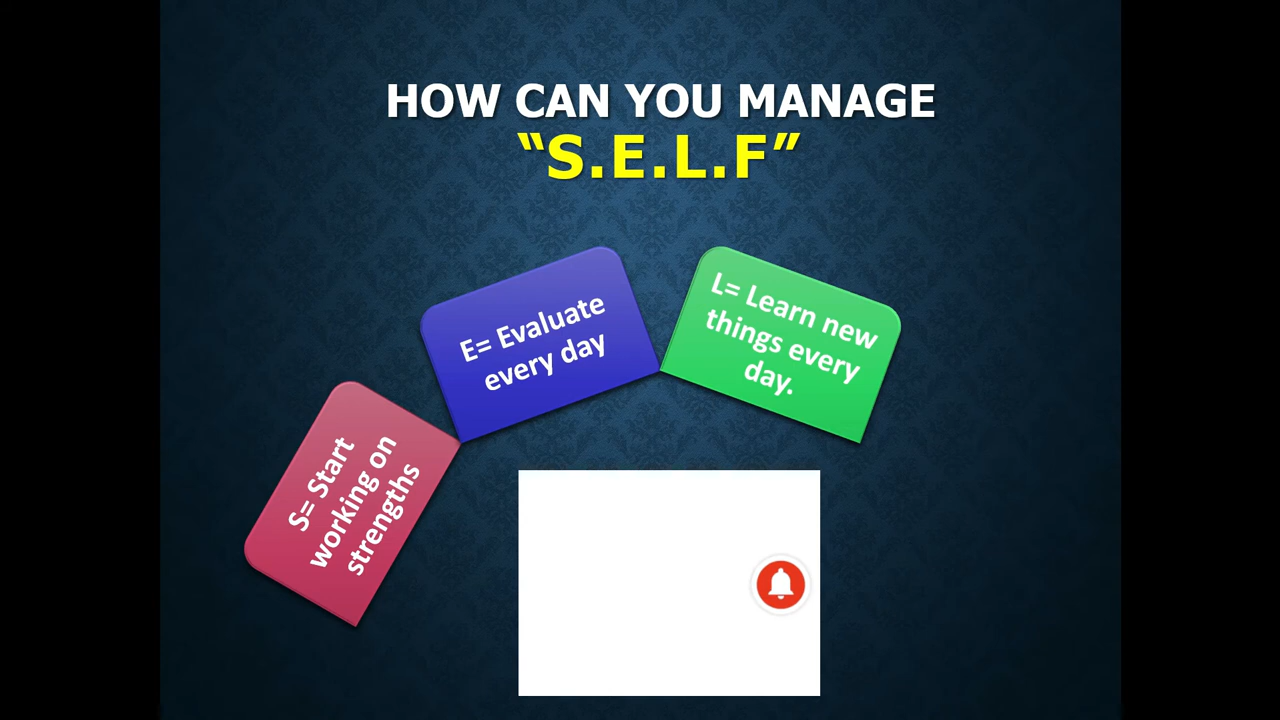 HOW CAN YOU MANAGE
“S.E.L.F”
S= Start
working on
strengths
E= Evaluate
every day
L= Learn new
things every
day.